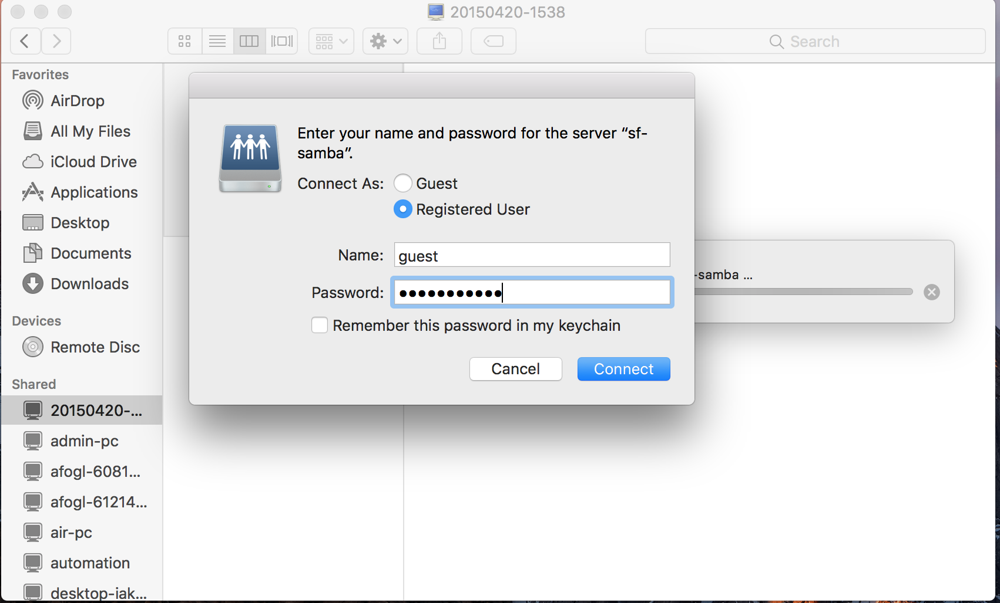 20150420-1538
Search
Favorites
AirDrop
All My Files
iCloud Drive
Applications
Desktop
Documents
Downloads
Devices
Remote Disc
Shared
20150420-...
admin-pc
afogl-6081...
afogl-61214...
air-pc
automation
desktop-iak...
Enter your name and password for the server “sf-
samba”.
Connect As:
Guest
Registered User
Name: guest
Password: •••••••••••
Remember this password in my keychain
Cancel
Connect
-samba ...